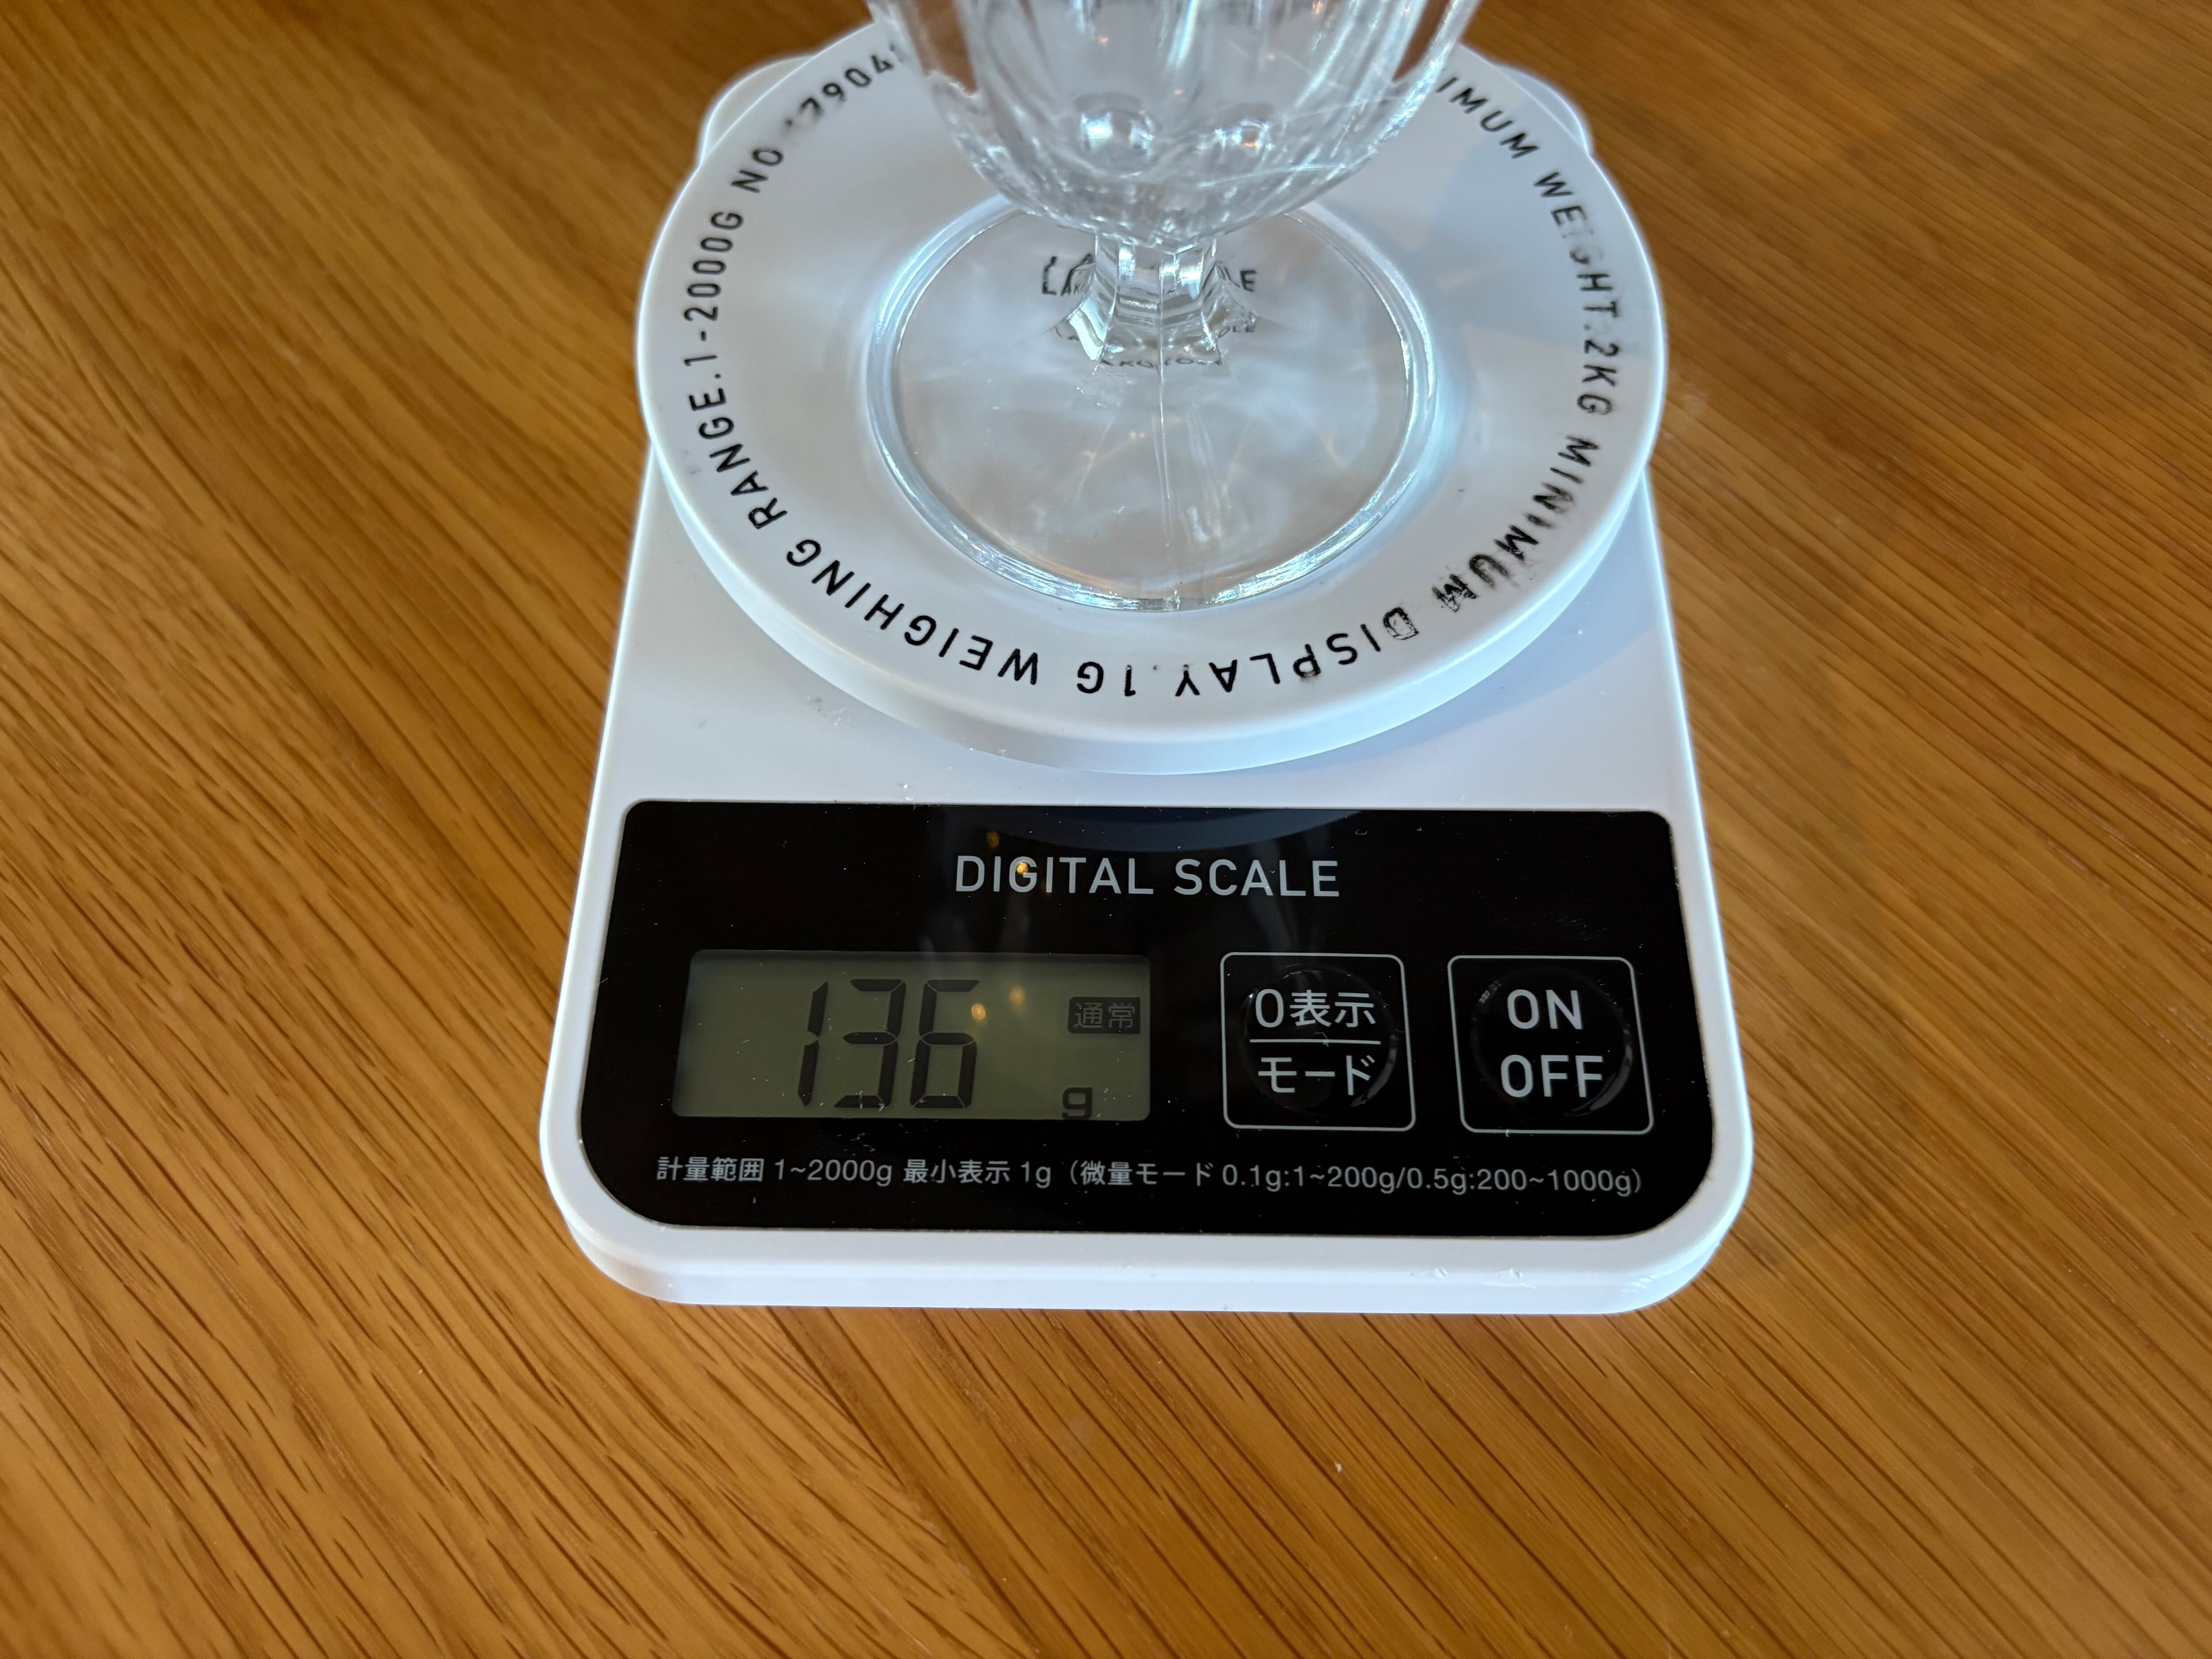 IMUM WEIGHT.2KG MINIMUM DISPLAY.1G WEIGHING RANGE.1-2000G NO
DIGITAL SCALE
136 g
通常
0表示
モード
ON
OFF
計量範囲 1~2000g 最小表示 1g（微量モード 0.1g:1~200g/0.5g:200~1000g）